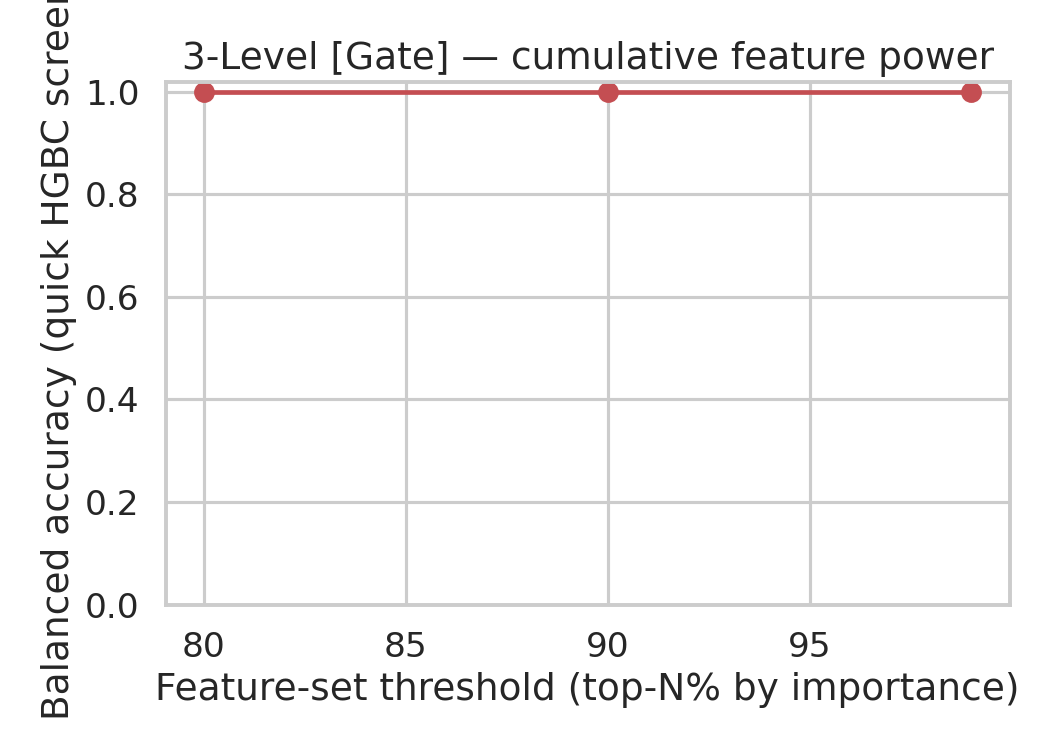 3-Level [Gate] — cumulative feature power
Balanced accuracy (quick HGBC screen
1.0
0.8
0.6
0.4
0.2
0.0
80 85 90 95
Feature-set threshold (top-N% by importance)